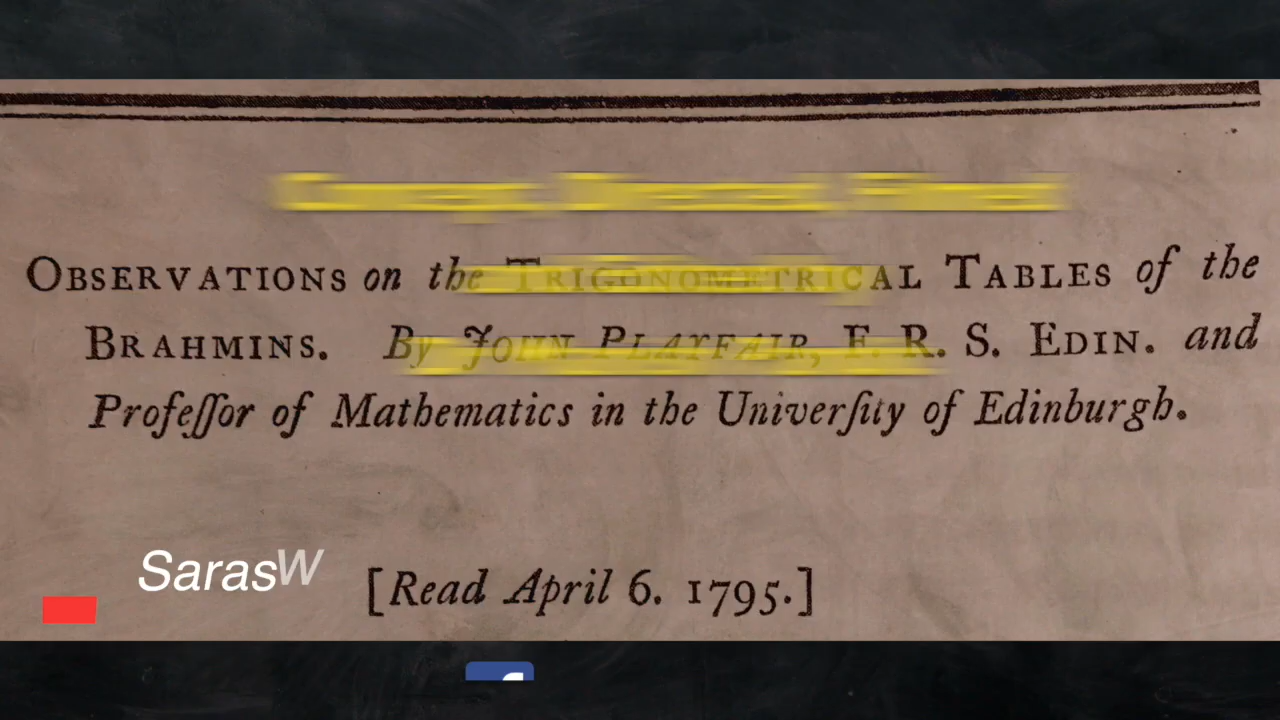 OBSERVATIONS on the TRIGONOMETRICAL TABLES of the
BRAHMINS. By JOHN PLAYFAIR, F. R. S. EDIN. and
Profeſſor of Mathematics in the Univerſity of Edinburgh.
SarasW
[Read April 6. 1795.]